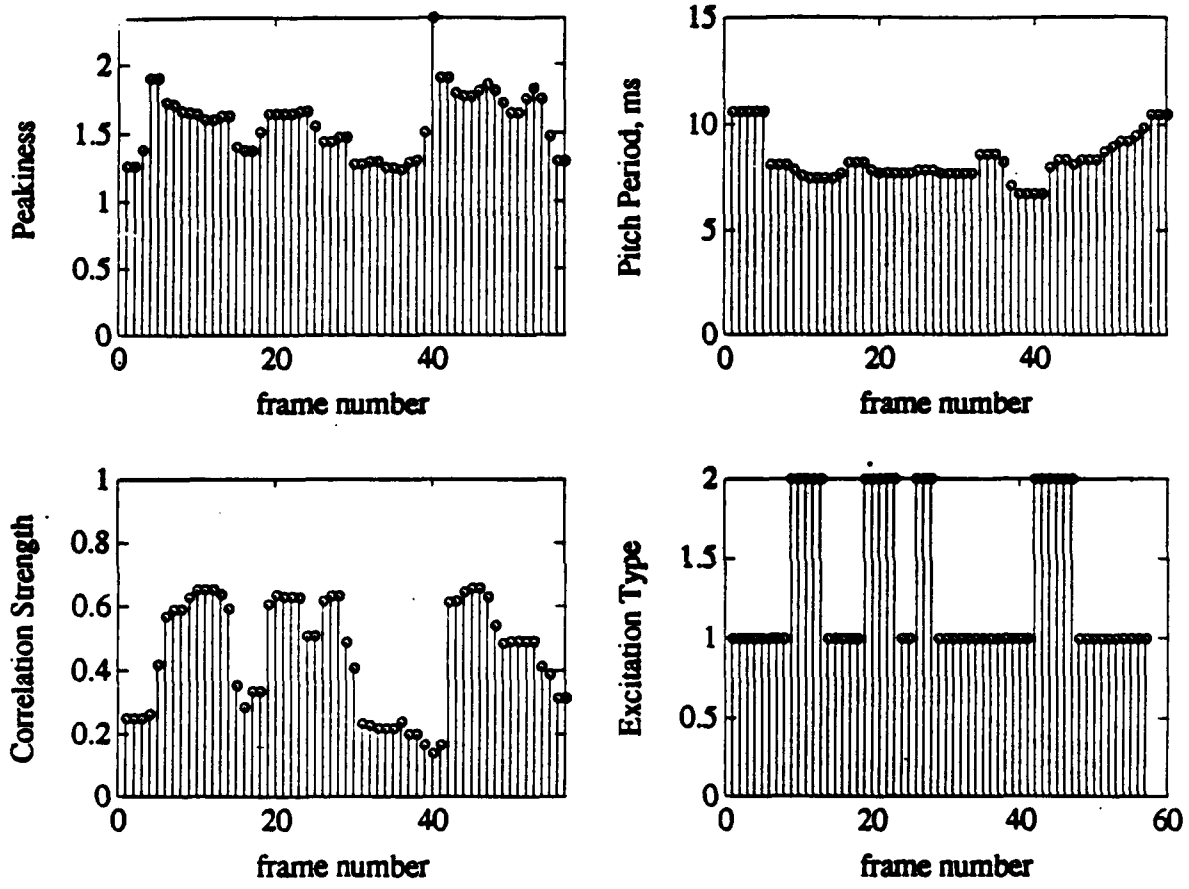 Peakiness
2
1.5
1
0.5
0
0 20 40
frame number
Pitch Period, ms
15
10
5
0
0 20 40
frame number
Correlation Strength
1
0.8
0.6
0.4
0.2
0
0 20 40
frame number
Excitation Type
2
1.5
1
0.5
0
0 20 40 60
frame number